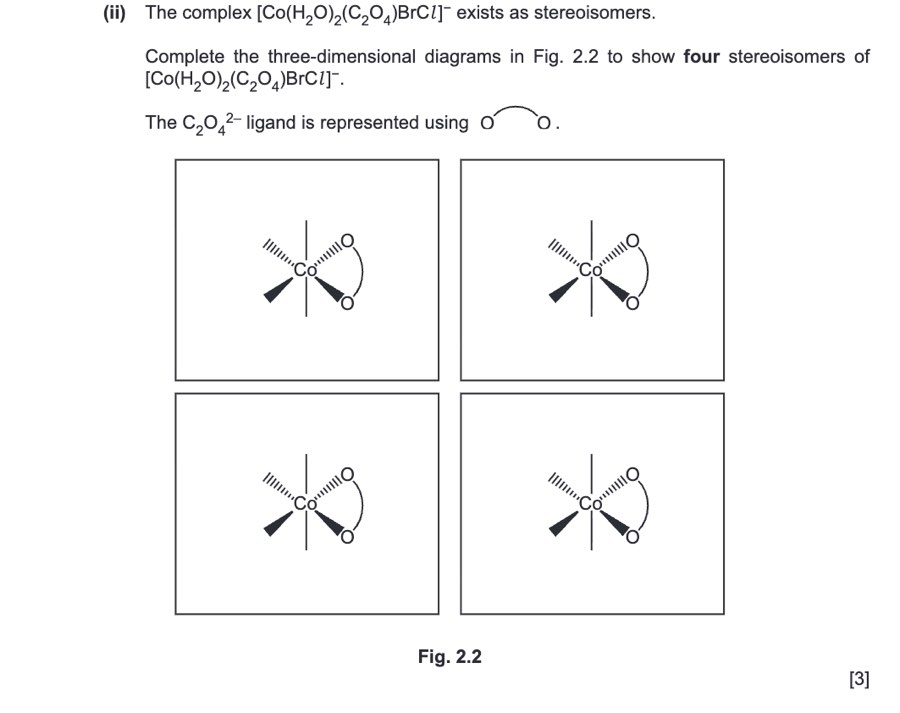 (ii) The complex [Co(H₂O)₂(C₂O₄)BrCl]⁻ exists as stereoisomers.
Complete the three-dimensional diagrams in Fig. 2.2 to show four stereoisomers of
[Co(H₂O)₂(C₂O₄)BrCl]⁻.
The C₂O₄²⁻ ligand is represented using O O .
O O
Co Co
O O
O O
Co Co
O O
Fig. 2.2
[3]